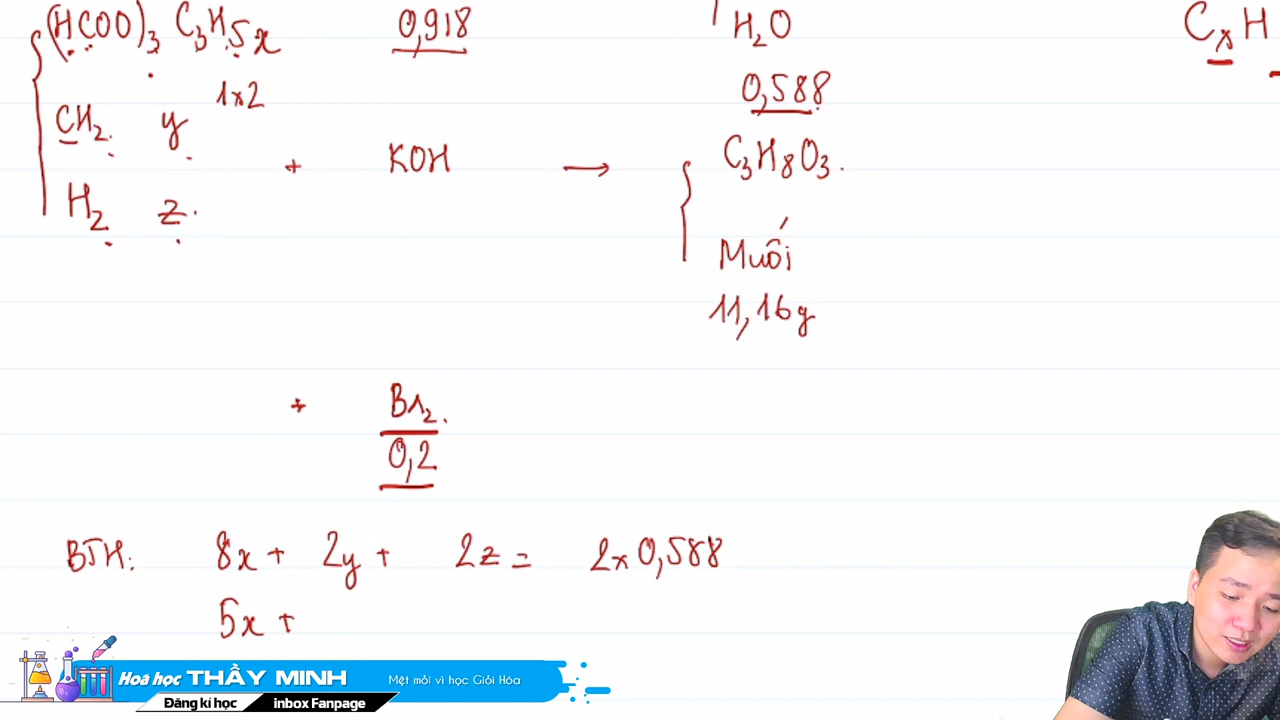 (HCOO)₃ C₃H₅ x 0,918 H₂O CₓH
1x2 0,588
CH₂ y
+ KOH → C₃H₈O₃.
H₂ z.
Muối
11,16g
+ Br₂.
0,2
BTH: 8x + 2y + 2z = 2x0,588
5x +
Hoá học THẦY MINH Mệt mỏi vì học Giỏi Hóa
Đăng kí học inbox Fanpage